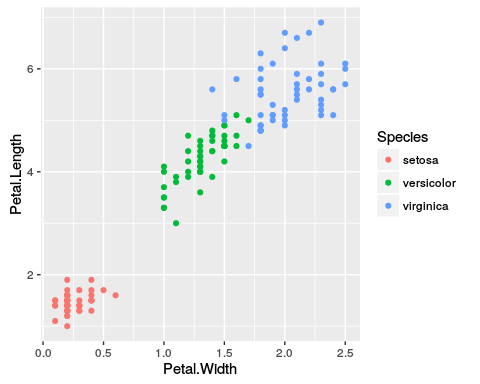 6
4
2
Petal.Length
0.0 0.5 1.0 1.5 2.0 2.5
Petal.Width
Species
setosa
versicolor
virginica